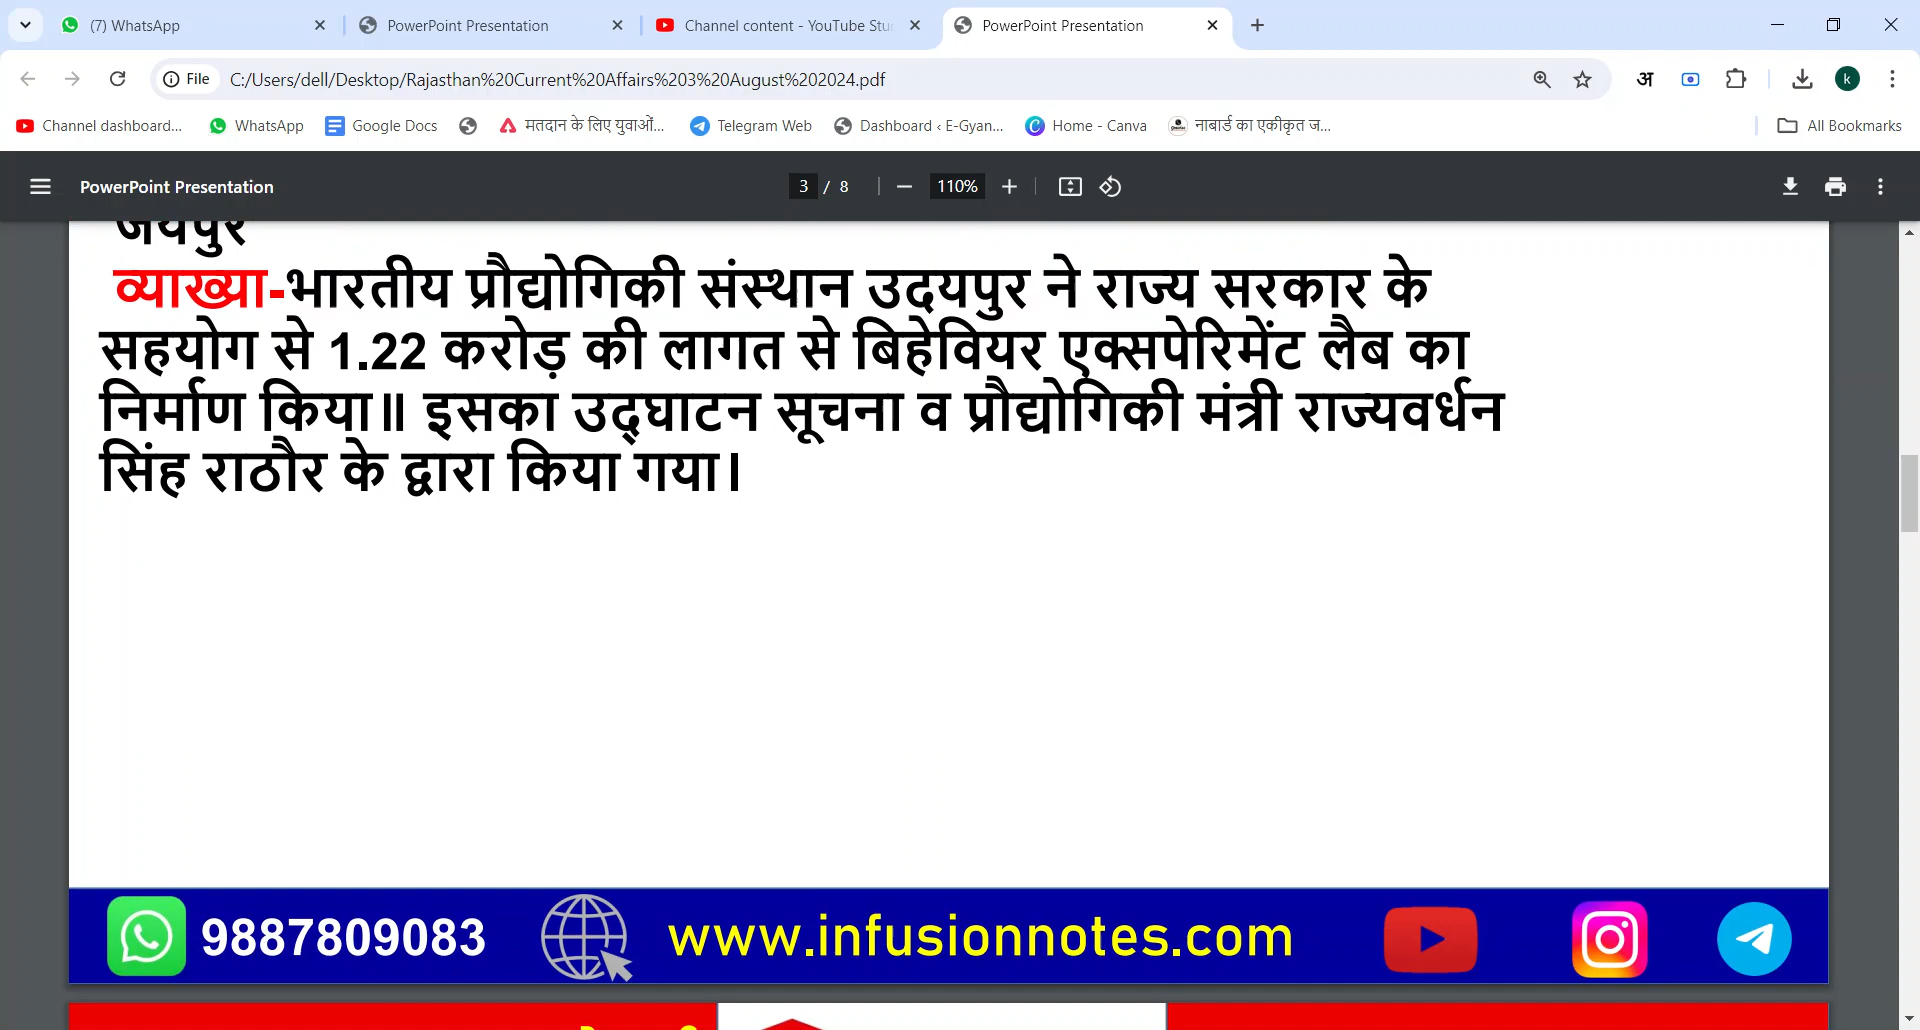 (7) WhatsApp
PowerPoint Presentation
Channel content - YouTube Stu
PowerPoint Presentation
File
C:/Users/dell/Desktop/Rajasthan%20Current%20Affairs%203%20August%202024.pdf
अ
k
Channel dashboard...
WhatsApp
Google Docs
मतदान के लिए युवाओं...
Telegram Web
Dashboard ‹ E-Gyan...
Home - Canva
नाबार्ड का एकीकृत ज...
All Bookmarks
PowerPoint Presentation
3 / 8
110%
जयपुर
व्याख्या-भारतीय प्रौद्योगिकी संस्थान उदयपुर ने राज्य सरकार के
सहयोग से 1.22 करोड़ की लागत से बिहेवियर एक्सपेरिमेंट लैब का
निर्माण किया॥ इसका उद्घाटन सूचना व प्रौद्योगिकी मंत्री राज्यवर्धन
सिंह राठौर के द्वारा किया गया।
9887809083
www.infusionnotes.com